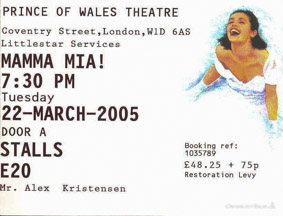 PRINCE OF WALES THEATRE
Coventry Street,London,W1D 6AS
Littlestar Services
MAMMA MIA!
7:30 PM
Tuesday
22-MARCH-2005
DOOR A
STALLS
E20
Mr. Alex Kristensen
Booking ref:
1035789
£48.25 + 75p
Restoration Levy